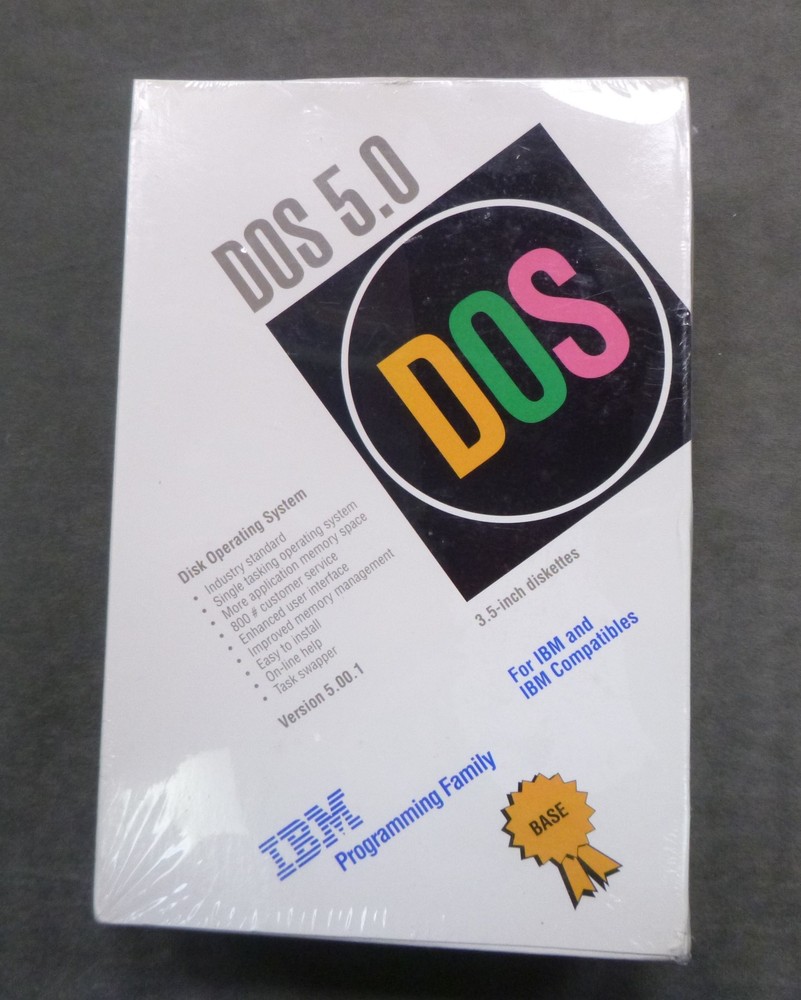 DOS 5.0
DOS
Disk Operating System
• Industry standard
• Single tasking operating system
• More application memory space
• 800 # customer service
• Enhanced user interface
• Improved memory management
• Easy to install
• On-line help
• Task swapper
Version 5.00.1
3.5-inch diskettes
For IBM and
IBM Compatibles
IBM
Programming Family
BASE